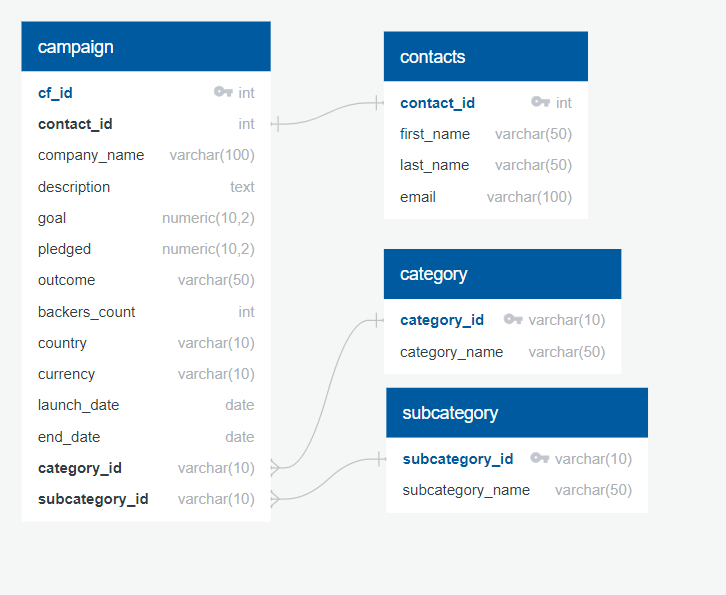 campaign
cf_id int
contact_id int
company_name varchar(100)
description text
goal numeric(10,2)
pledged numeric(10,2)
outcome varchar(50)
backers_count int
country varchar(10)
currency varchar(10)
launch_date date
end_date date
category_id varchar(10)
subcategory_id varchar(10)
contacts
contact_id int
first_name varchar(50)
last_name varchar(50)
email varchar(100)
category
category_id varchar(10)
category_name varchar(50)
subcategory
subcategory_id varchar(10)
subcategory_name varchar(50)